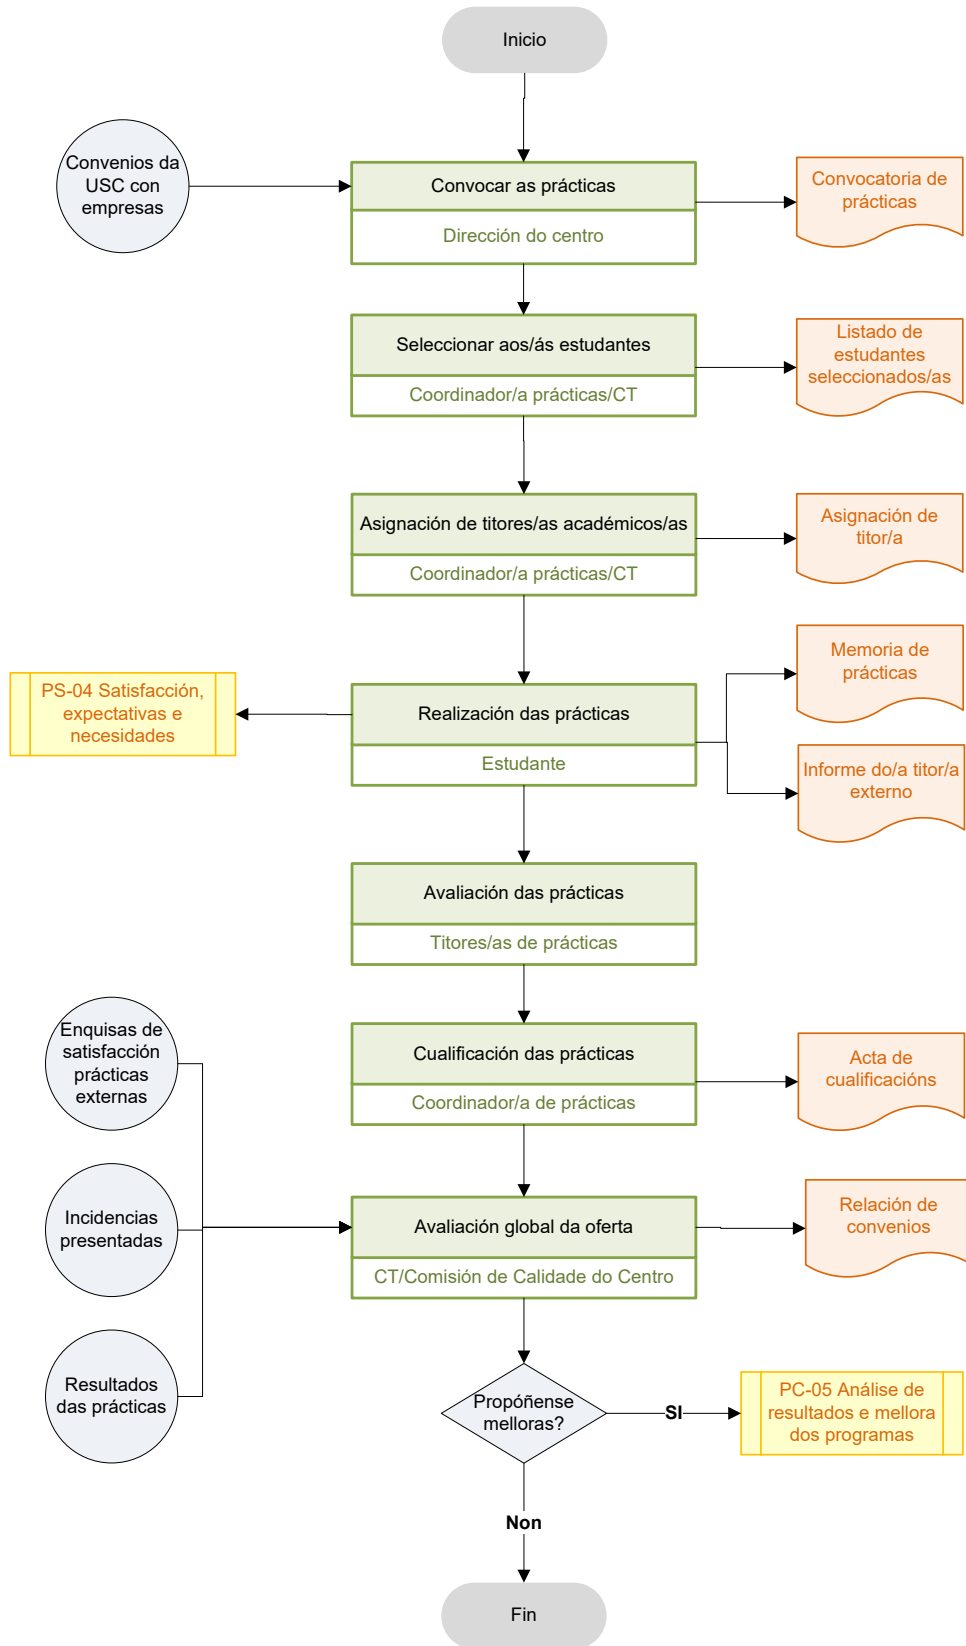 Inicio
Convenios da
USC con
empresas
Convocar as prácticas
Dirección do centro
Convocatoria de
prácticas
Seleccionar aos/ás estudantes
Coordinador/a prácticas/CT
Listado de
estudantes
seleccionados/as
Asignación de titores/as académicos/as
Coordinador/a prácticas/CT
Asignación de
titor/a
PS-04 Satisfacción,
expectativas e
necesidades
Realización das prácticas
Estudante
Memoria de
prácticas
Informe do/a titor/a
externo
Avaliación das prácticas
Titores/as de prácticas
Enquisas de
satisfacción
prácticas
externas
Cualificación das prácticas
Coordinador/a de prácticas
Acta de
cualificacións
Incidencias
presentadas
Avaliación global da oferta
CT/Comisión de Calidade do Centro
Relación de
convenios
Resultados
das prácticas
Propóñense
melloras?
SI
PC-05 Análise de
resultados e mellora
dos programas
Non
Fin